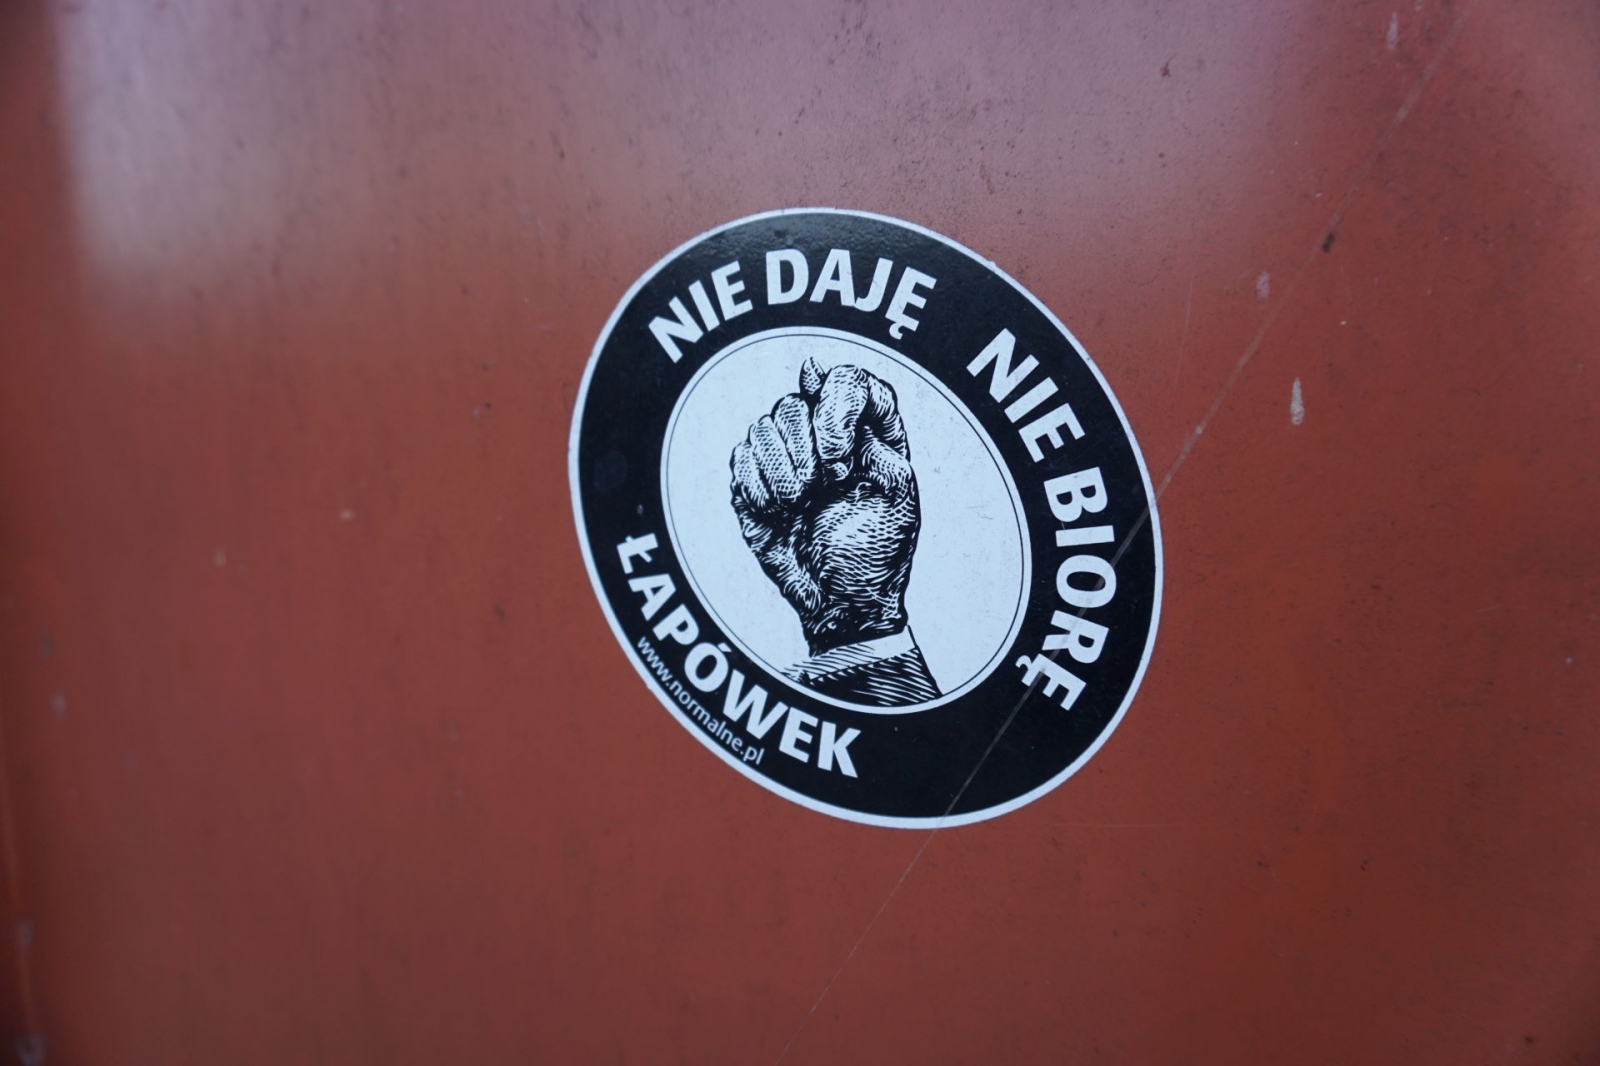 NIE DAJĘ
NIE BIORĘ
ŁAPÓWEK
www.normalne.pl